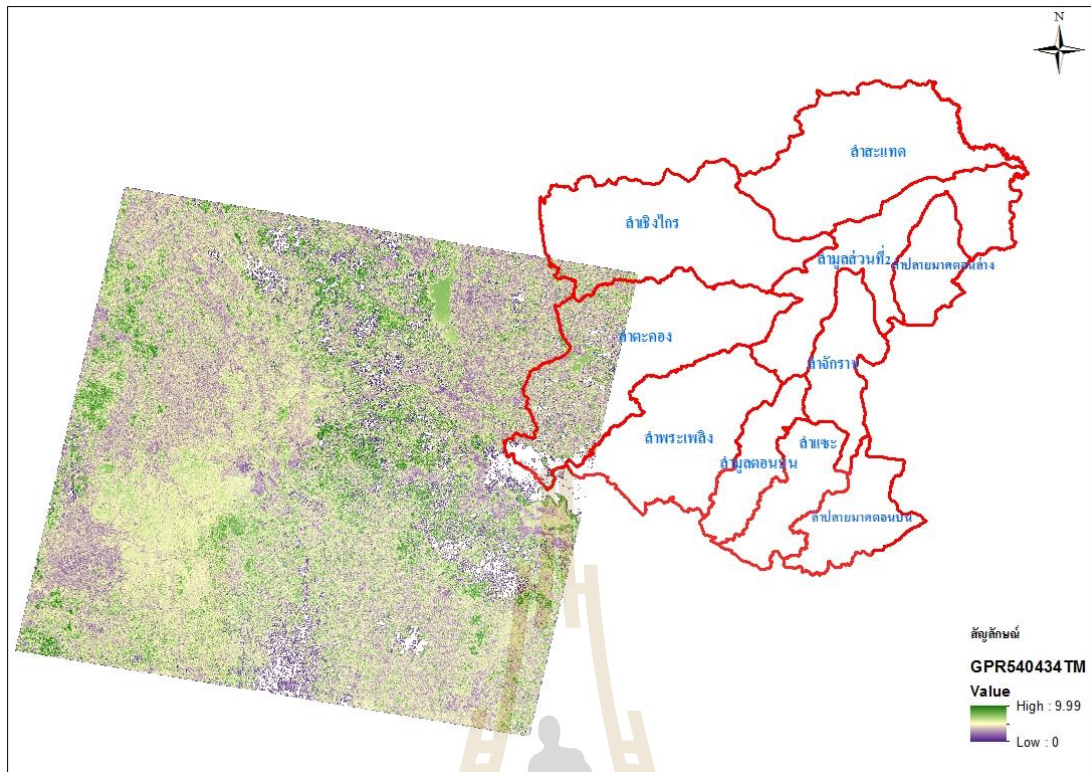 N
ลำสะแทด
ลำเชิงไกร
ลำมูลส่วนที่2
ลำปลายมาศตอนล่าง
ลำตะคอง
ลำจักราช
ลำพระเพลิง
ลำแชะ
ลำมูลตอนบน
ลำปลายมาศตอนบน
สัญลักษณ์
GPR540434TM
Value
High : 9.99
Low : 0